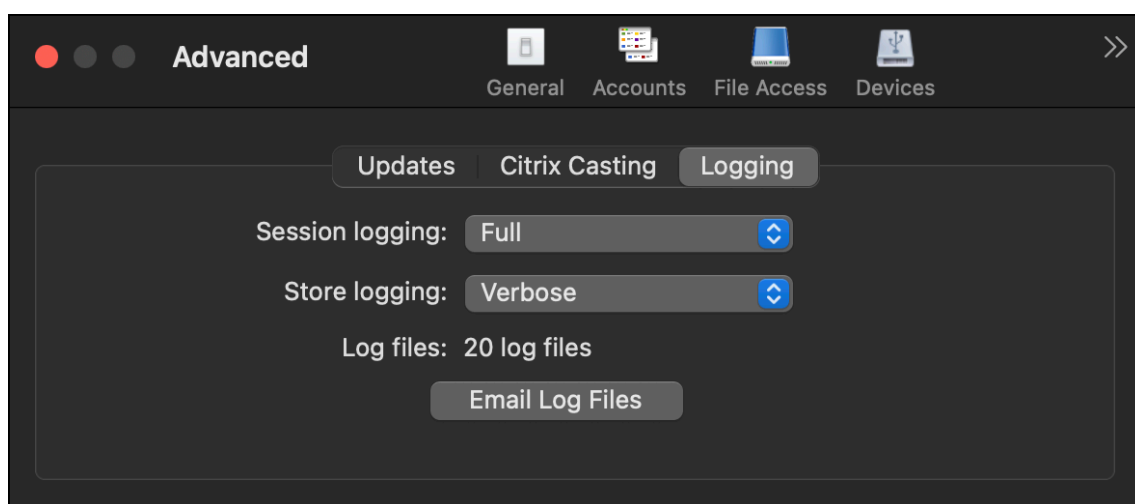 Advanced
General Accounts File Access Devices
Updates Citrix Casting Logging
Session logging: Full
Store logging: Verbose
Log files: 20 log files
Email Log Files